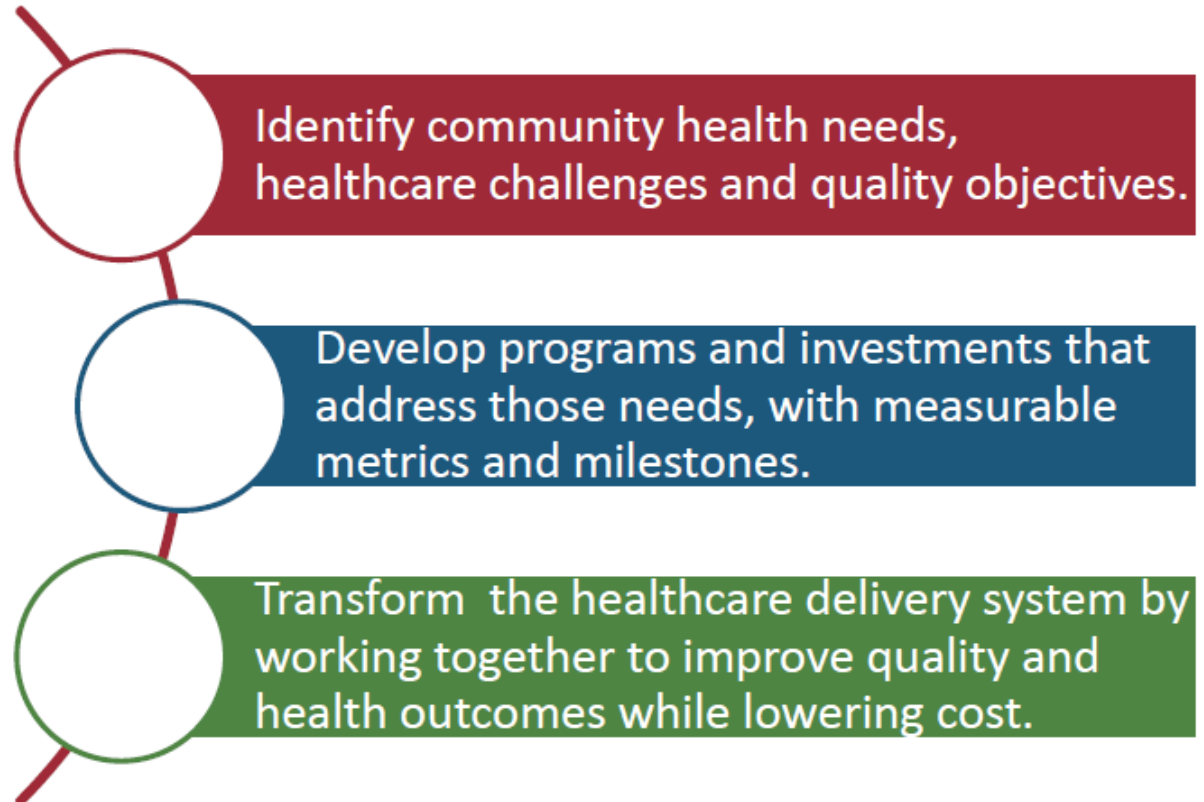 Identify community health needs,
healthcare challenges and quality objectives.
Develop programs and investments that
address those needs, with measurable
metrics and milestones.
Transform  the healthcare delivery system by
working together to improve quality and
health outcomes while lowering cost.